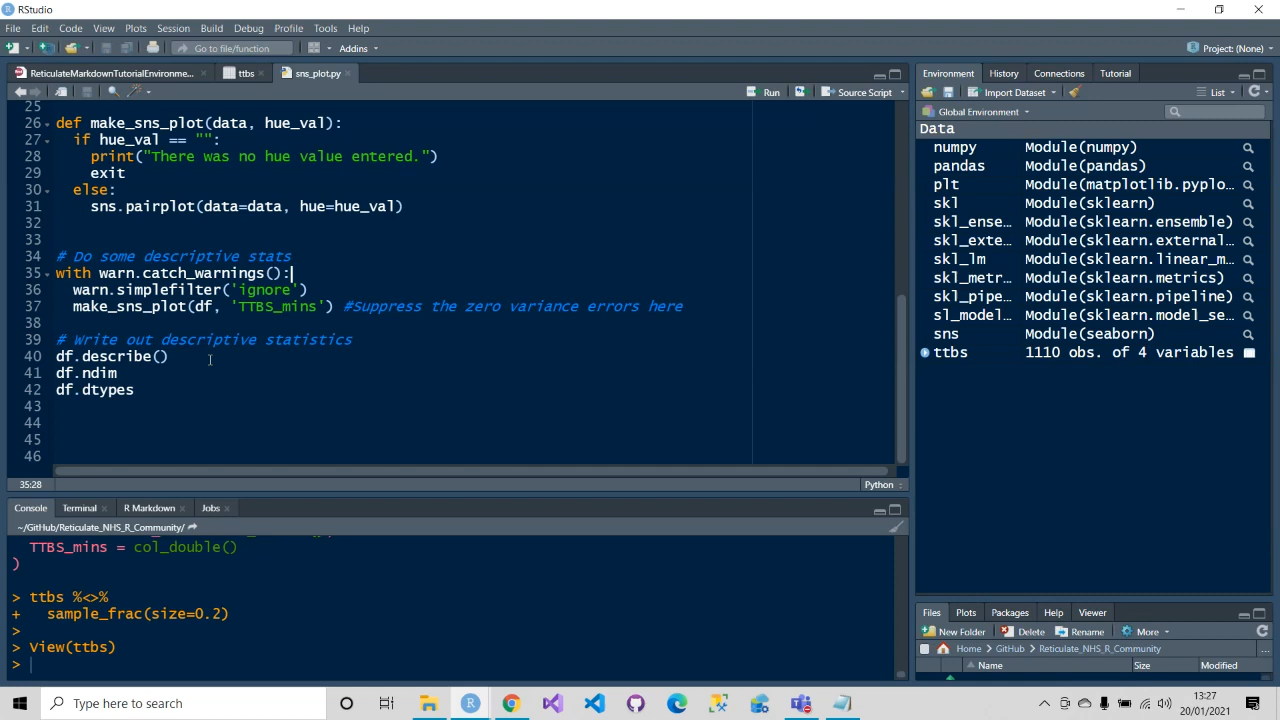 RStudio
File Edit Code View Plots Session Build Debug Profile Tools Help
Go to file/function Addins Project: (None)
ReticulateMarkdownTutorialEnvironme... ttbs sns_plot.py
Run Source Script
25
26 def make_sns_plot(data, hue_val):
27 if hue_val == "":
28 print("There was no hue value entered.")
29 exit
30 else:
31 sns.pairplot(data=data, hue=hue_val)
32
33
34 # Do some descriptive stats
35 with warn.catch_warnings():
36 warn.simplefilter('ignore')
37 make_sns_plot(df, 'TTBS_mins') #Suppress the zero variance errors here
38
39 # Write out descriptive statistics
40 df.describe()
41 df.ndim
42 df.dtypes
43
44
45
46
35:28 Python
Console Terminal R Markdown Jobs
~/GitHub/Reticulate_NHS_R_Community/
TTBS_mins = col_double()
)
> ttbs %<>%
+ sample_frac(size=0.2)
>
> View(ttbs)
>
Environment History Connections Tutorial
Import Dataset List
Global Environment
Data
numpy Module(numpy)
pandas Module(pandas)
plt Module(matplotlib.pyplo...
skl Module(sklearn)
skl_ense... Module(sklearn.ensemble)
skl_exte... Module(sklearn.external...
skl_lm Module(sklearn.linear_m...
skl_metr... Module(sklearn.metrics)
skl_pipe... Module(sklearn.pipeline)
sl_model... Module(sklearn.model_se...
sns Module(seaborn)
ttbs 1110 obs. of 4 variables
Files Plots Packages Help Viewer
New Folder Delete Rename More
Home GitHub Reticulate_NHS_R_Community ...
Name Size Modified
Type here to search
13:27
20/01/2021